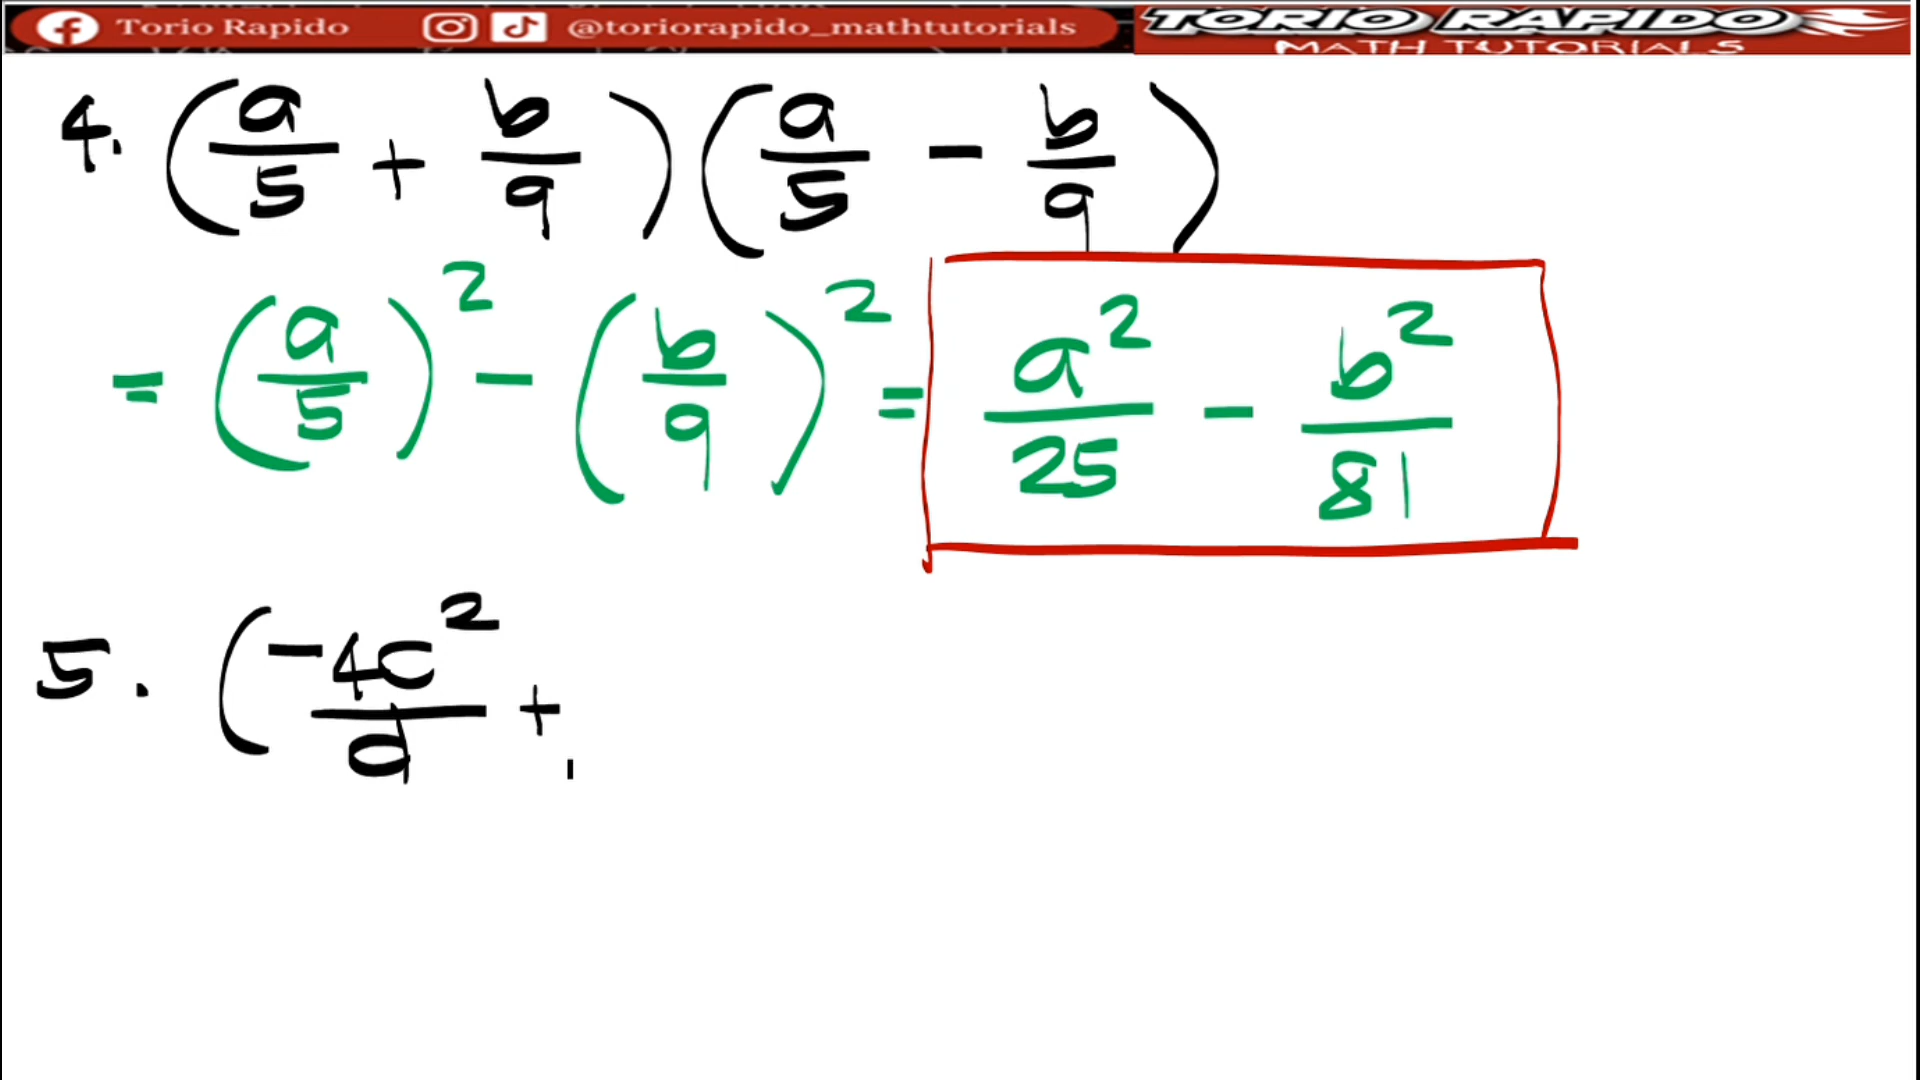 Torio Rapido @toriorapido_mathtutorials TORIO RAPIDO
MATH TUTORIALS
4. (a/5 + b/9)(a/5 - b/9)
= (a/5)² - (b/9)² = a²/25 - b²/81
5. (-4c²/d +